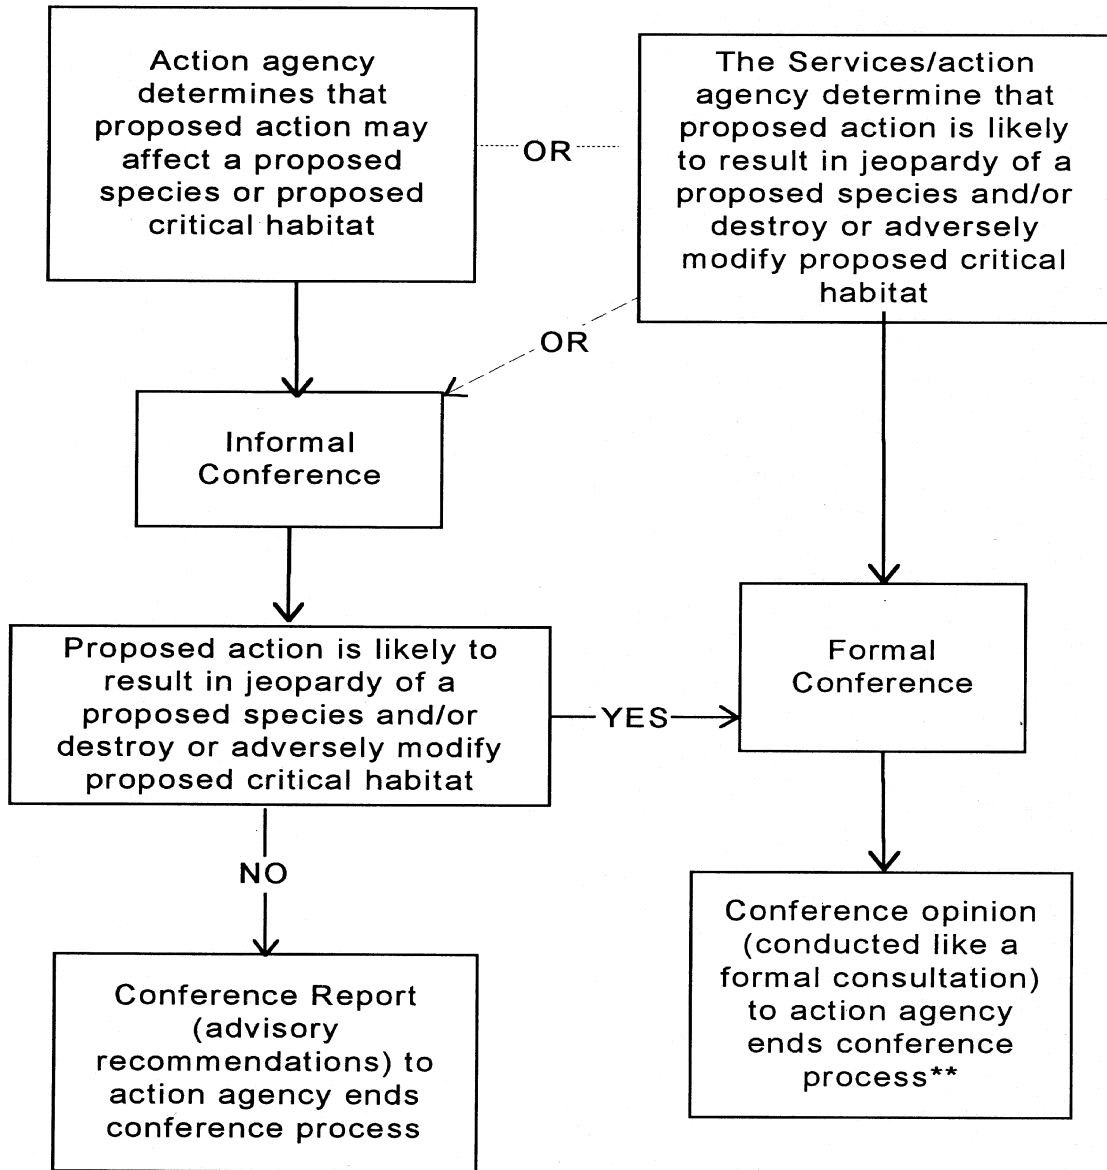 Action agency
determines that
proposed action may
affect a proposed
species or proposed
critical habitat
OR
The Services/action
agency determine that
proposed action is likely
to result in jeopardy of a
proposed species and/or
destroy or adversely
modify proposed critical
habitat
OR
Informal
Conference
Proposed action is likely to
result in jeopardy of a
proposed species and/or
destroy or adversely modify
proposed critical habitat
YES
Formal
Conference
NO
Conference Report
(advisory
recommendations) to
action agency ends
conference process
Conference opinion
(conducted like a
formal consultation)
to action agency
ends conference
process**